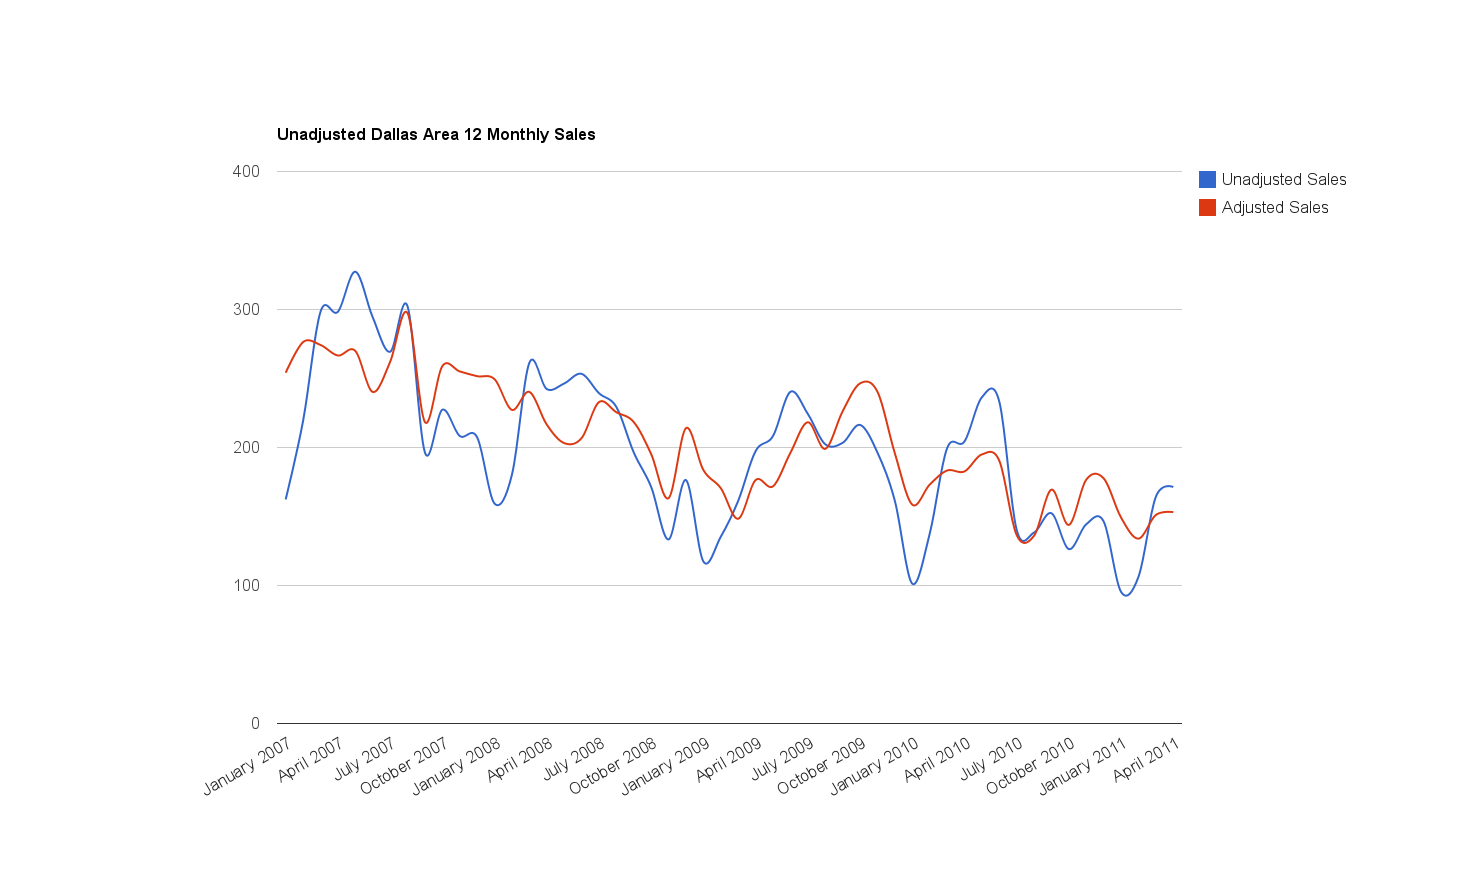 Unadjusted Dallas Area 12 Monthly Sales
400
300
200
100
0
Unadjusted Sales
Adjusted Sales
January 2007
April 2007
July 2007
October 2007
January 2008
April 2008
July 2008
October 2008
January 2009
April 2009
July 2009
October 2009
January 2010
April 2010
July 2010
October 2010
January 2011
April 2011